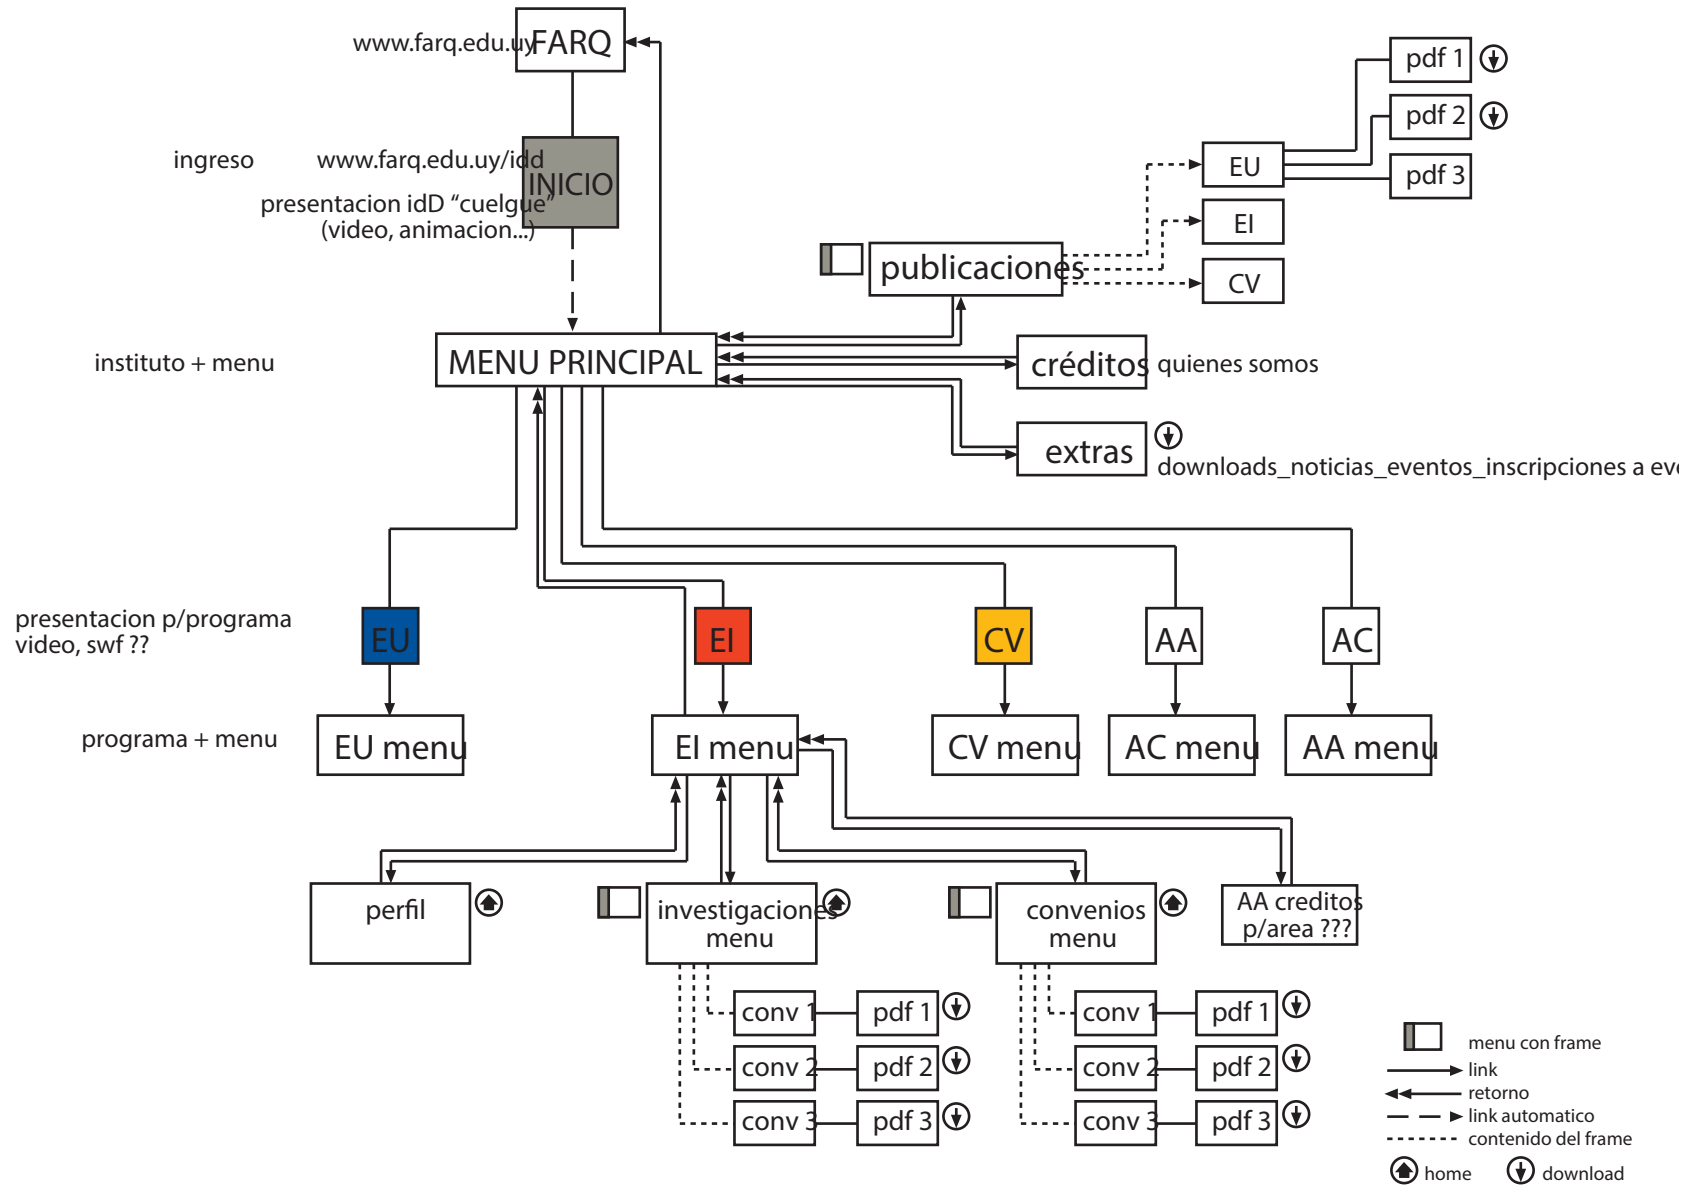 www.farq.edu.uy
FARQ
ingreso
www.farq.edu.uy/idd
INICIO
presentacion idD “cuelgue”
(video, animacion...)
pdf 1
pdf 2
pdf 3
EU
EI
CV
publicaciones
instituto + menu
MENU PRINCIPAL
créditos
quienes somos
extras
downloads_noticias_eventos_inscripciones a eve
presentacion p/programa
video, swf ??
EU
EI
CV
AA
AC
programa + menu
EU menu
EI menu
CV menu
AC menu
AA menu
perfil
investigaciones
menu
convenios
menu
AA creditos
p/area ???
conv 1
pdf 1
conv 2
pdf 2
conv 3
pdf 3
conv 1
pdf 1
conv 2
pdf 2
conv 3
pdf 3
menu con frame
link
retorno
link automatico
contenido del frame
home
download